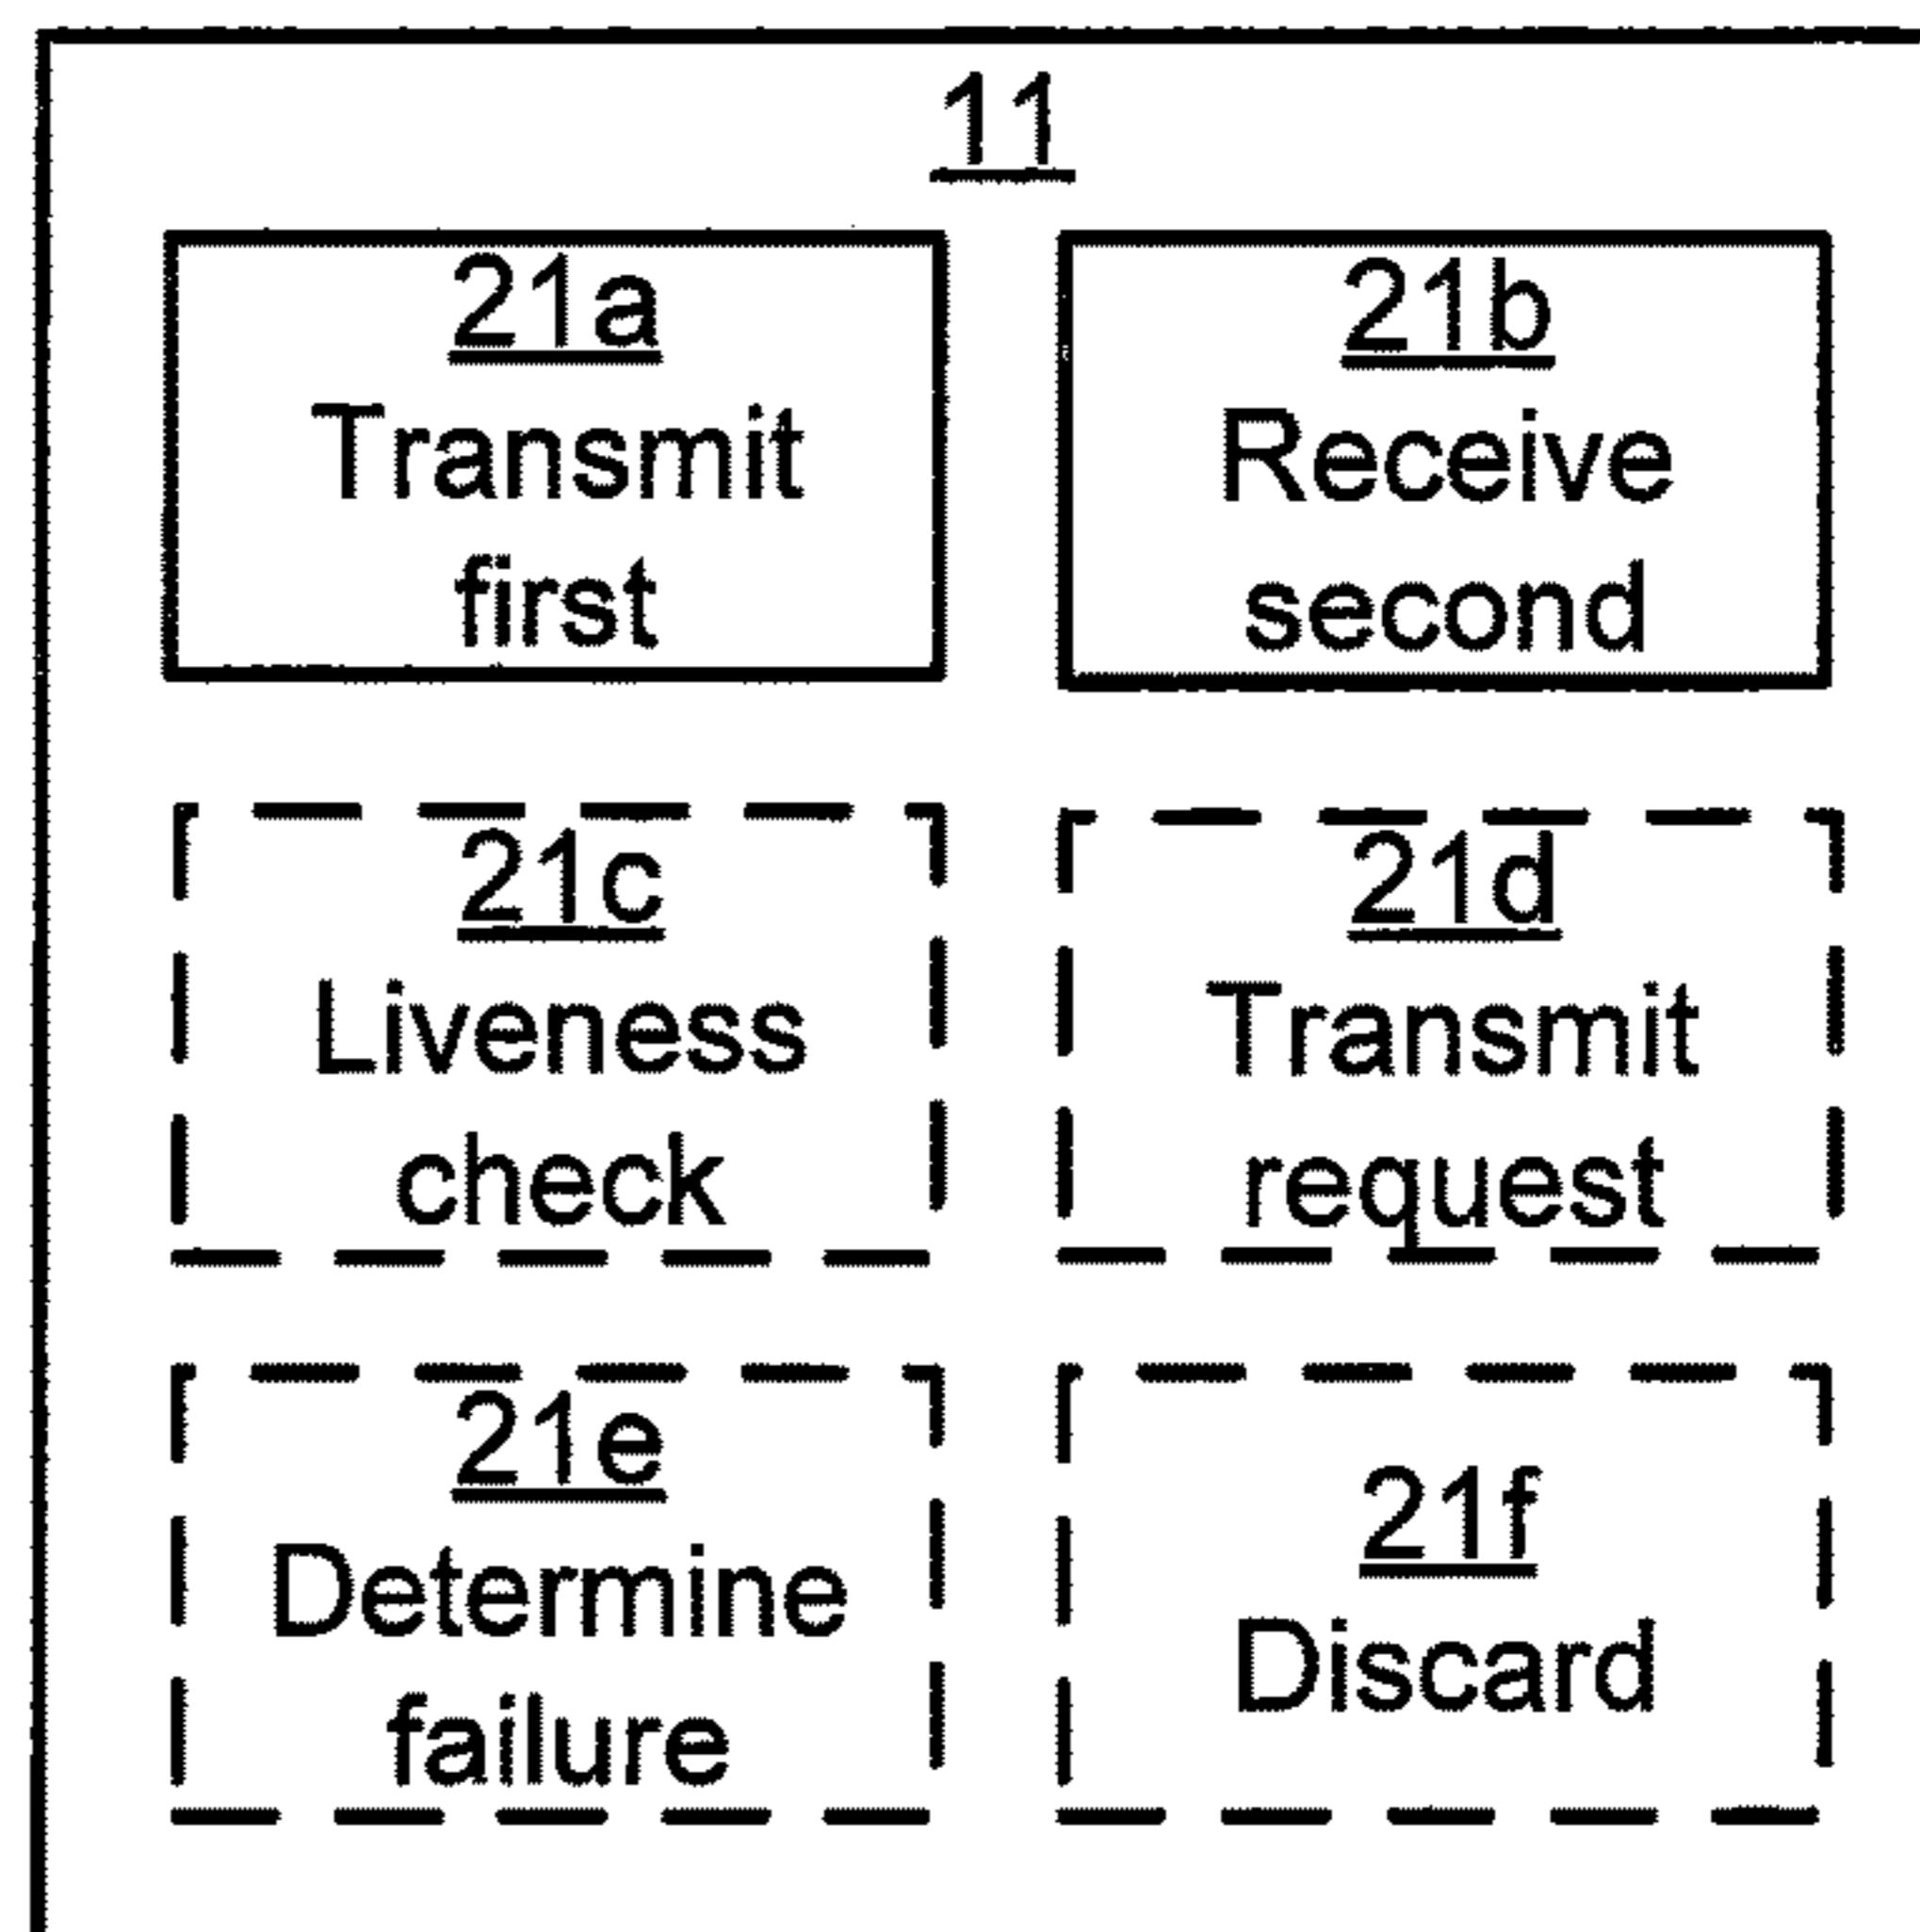 11
21a
Transmit
first
21b
Receive
second
21c
Liveness
check
21d
Transmit
request
21e
Determine
failure
21f
Discard